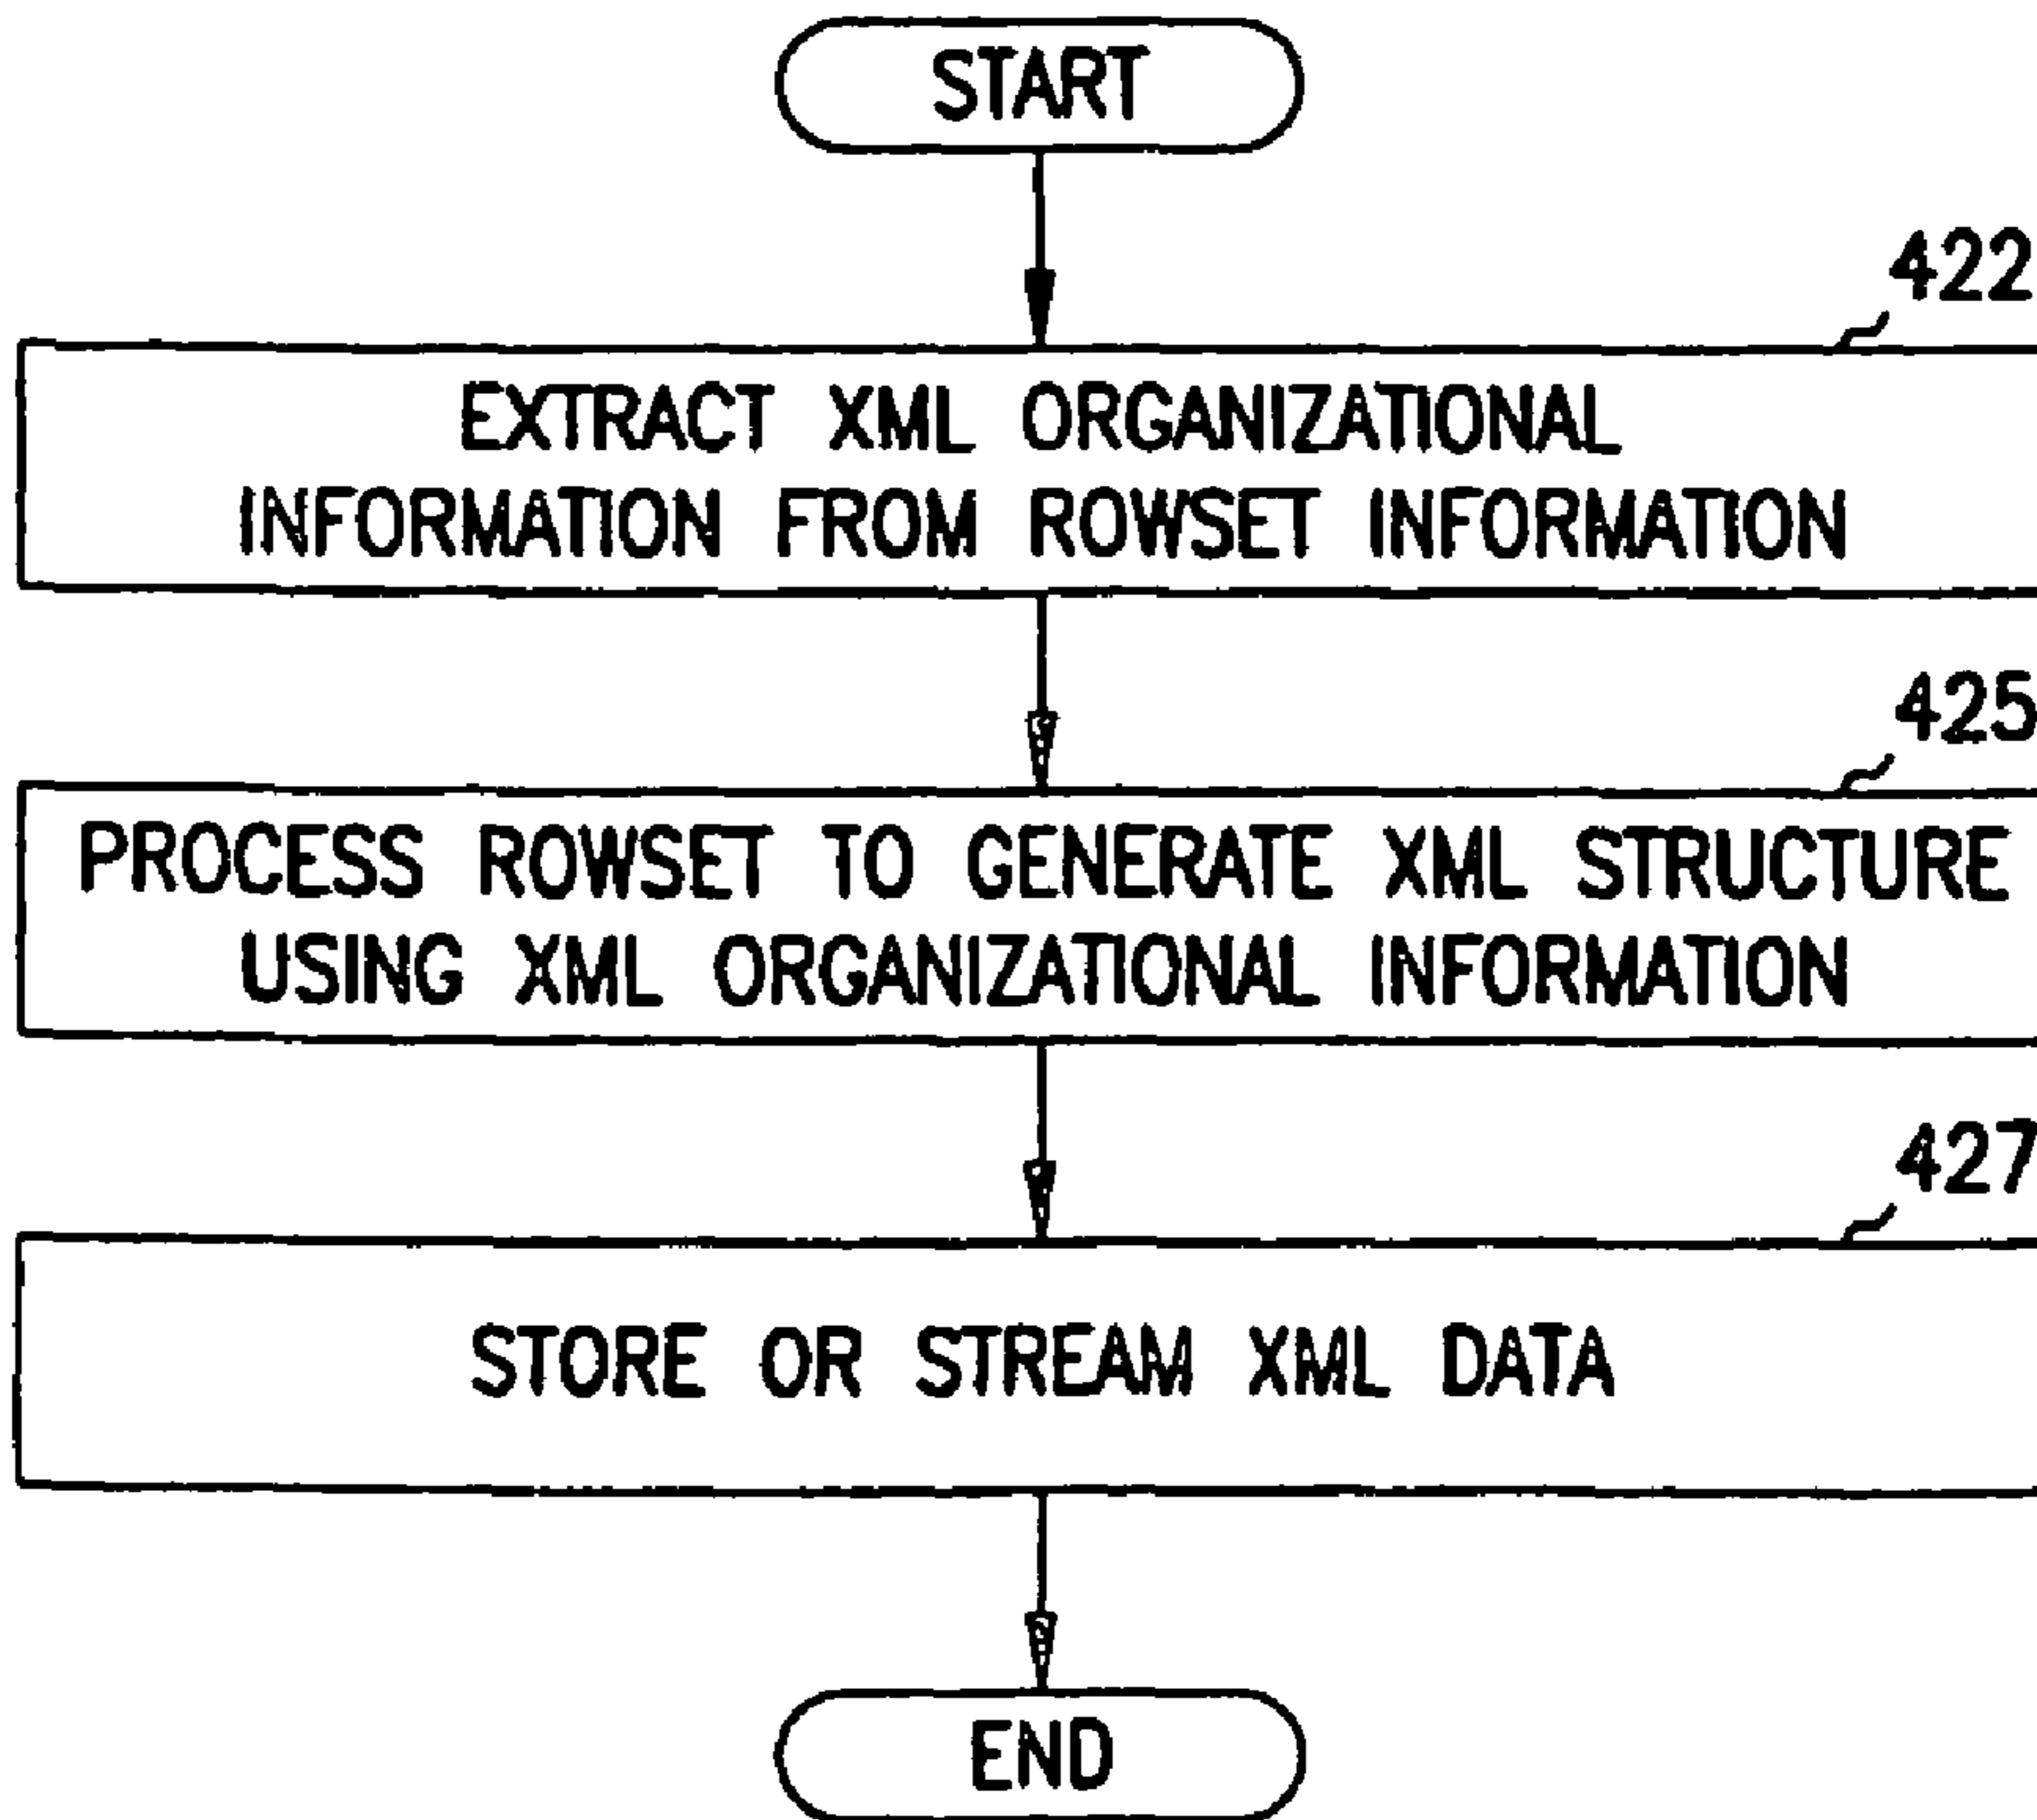 START
422
EXTRACT XML ORGANIZATIONAL
INFORMATION FROM ROWSET INFORMATION
425
PROCESS ROWSET TO GENERATE XML STRUCTURE
USING XML ORGANIZATIONAL INFORMATION
427
STORE OR STREAM XML DATA
END